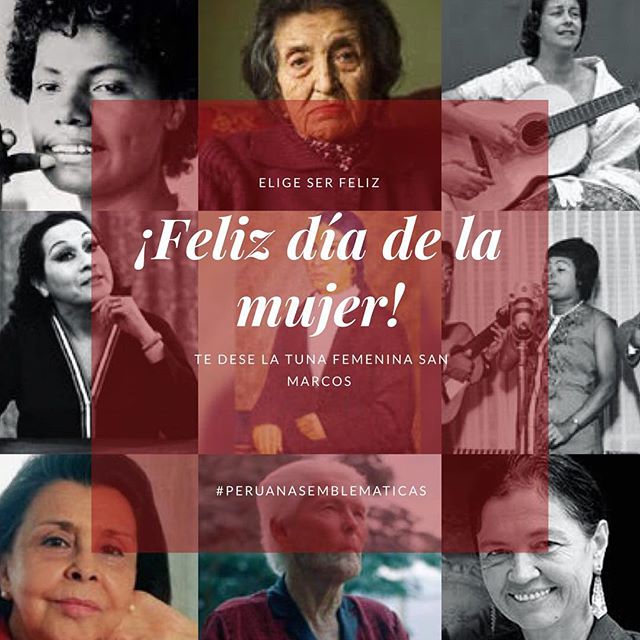 ELIGE SER FELIZ
¡Feliz día de la
mujer!
TE DESE LA TUNA FEMENINA SAN
MARCOS
#PERUANASEMBLEMATICAS